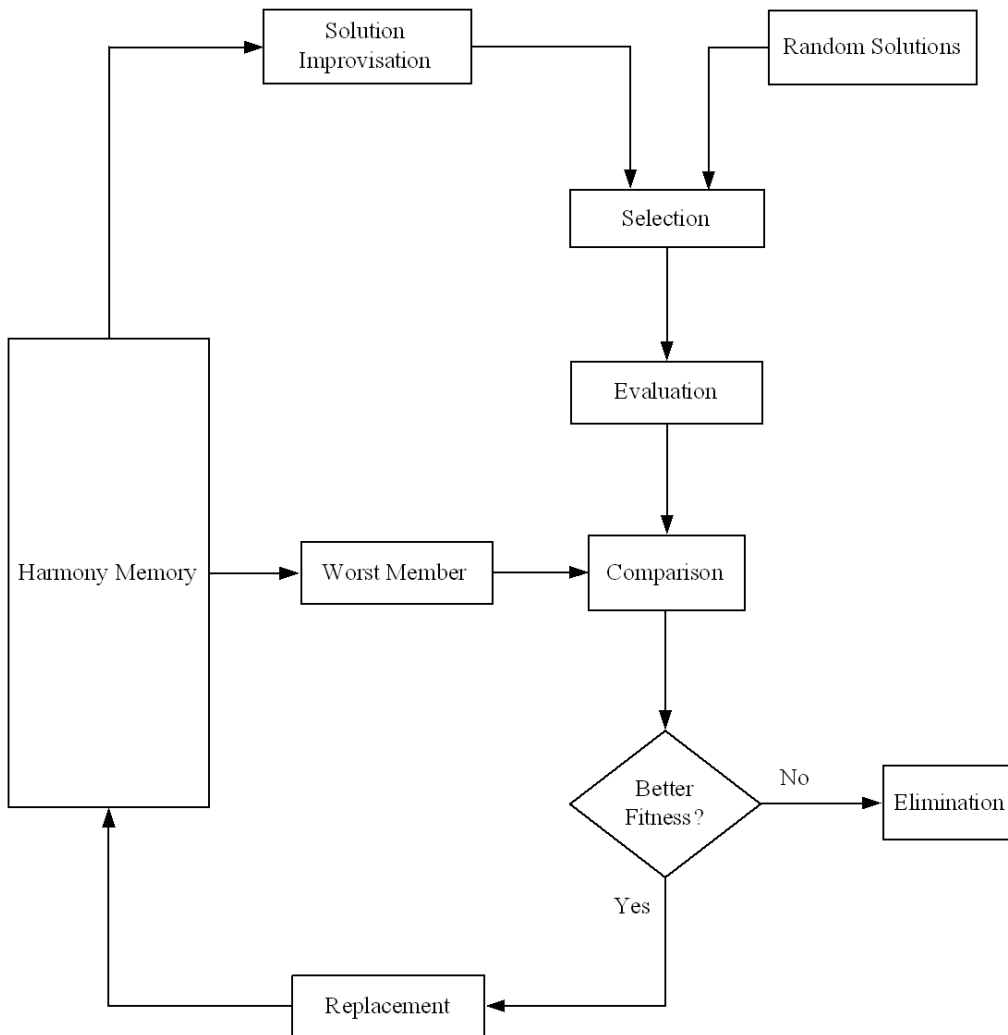 Solution
Improvisation
Random Solutions
Selection
Evaluation
Harmony Memory
Worst Member
Comparison
Better
Fitness?
No
Elimination
Yes
Replacement